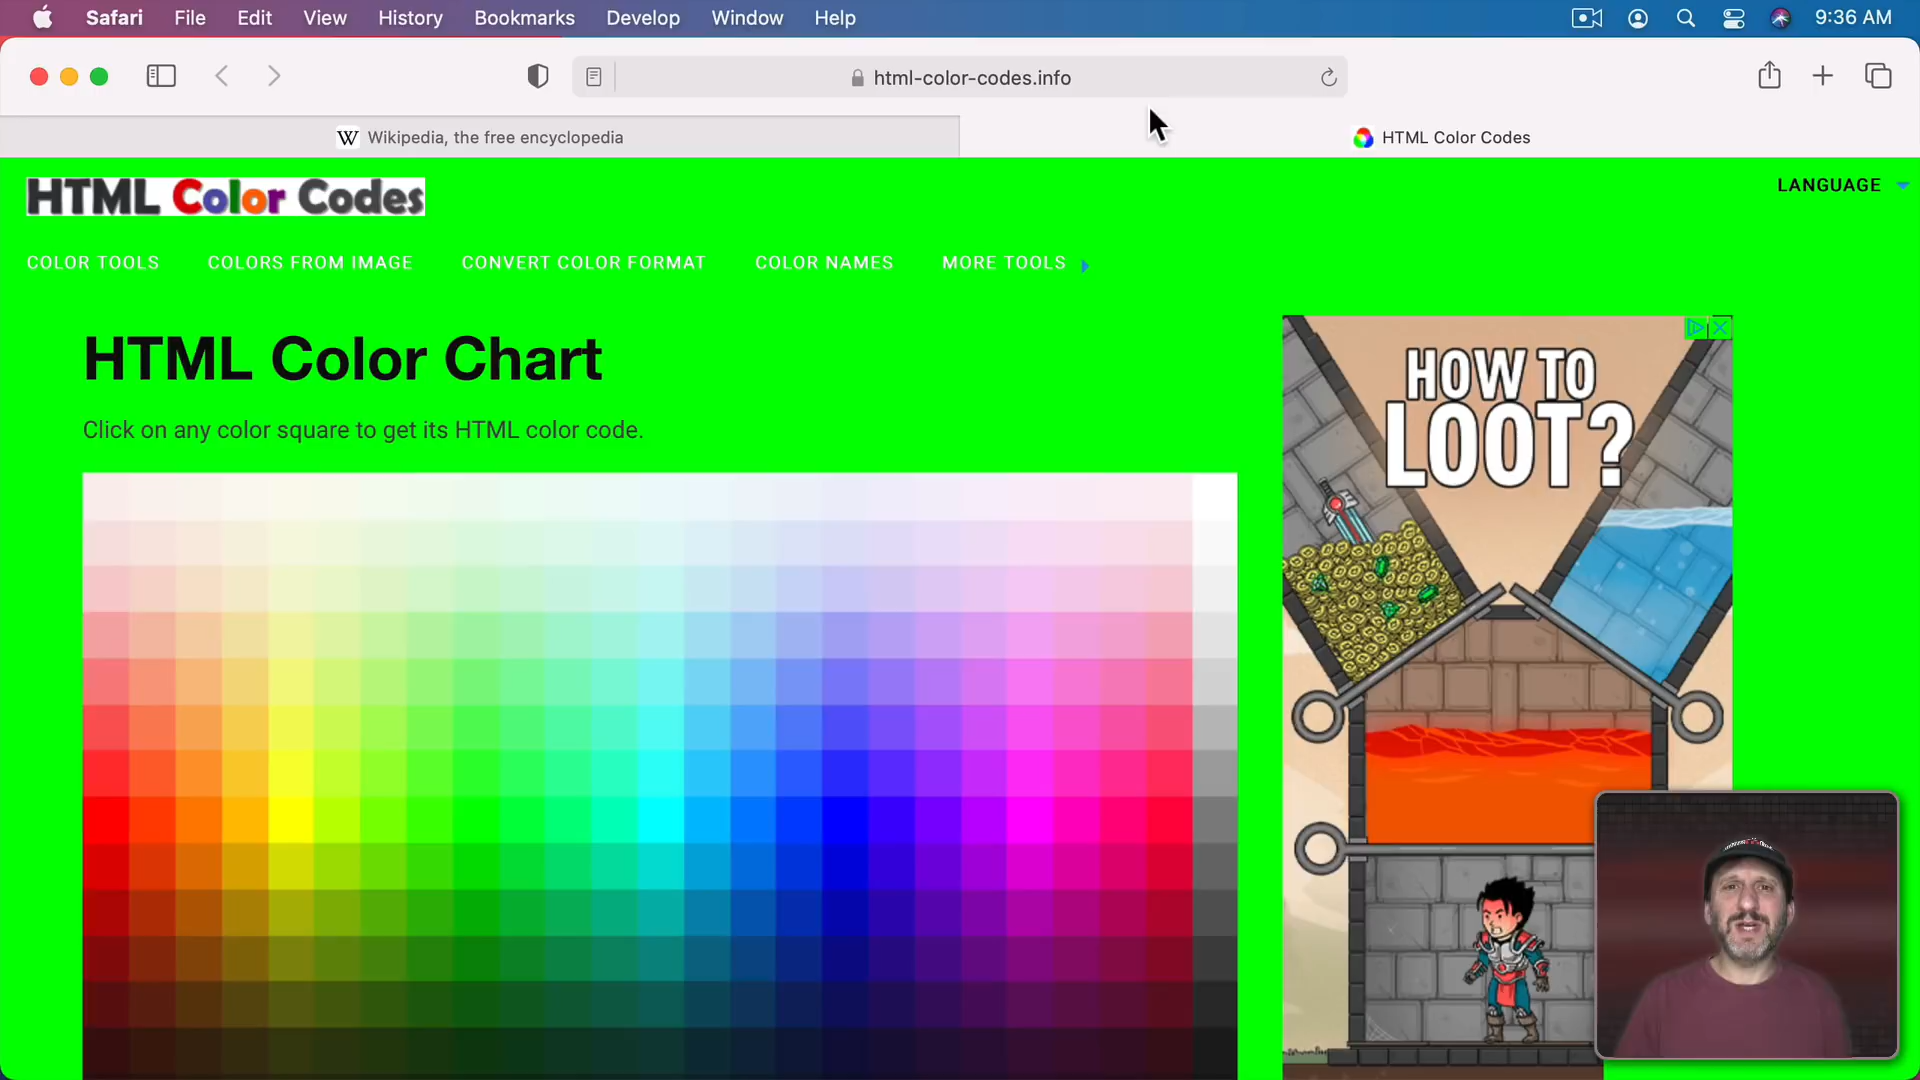 Safari File Edit View History Bookmarks Develop Window Help 9:36 AM
html-color-codes.info
W Wikipedia, the free encyclopedia
HTML Color Codes
HTML Color Codes
LANGUAGE
COLOR TOOLS COLORS FROM IMAGE CONVERT COLOR FORMAT COLOR NAMES MORE TOOLS
HTML Color Chart
Click on any color square to get its HTML color code.
HOW TO
LOOT?